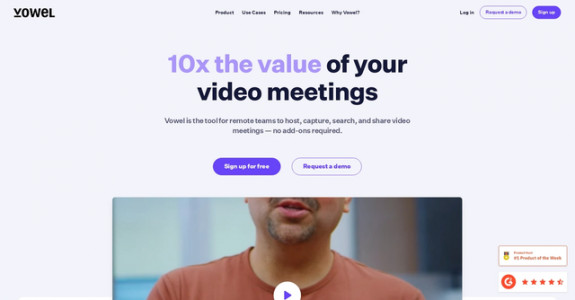 vowel
Product Use Cases Pricing Resources Why Vowel? Log in Request a demo Sign up
10x the value of your
video meetings
Vowel is the tool for remote teams to host, capture, search, and share video
meetings — no add-ons required.
Sign up for free Request a demo
#1 Product of the Week